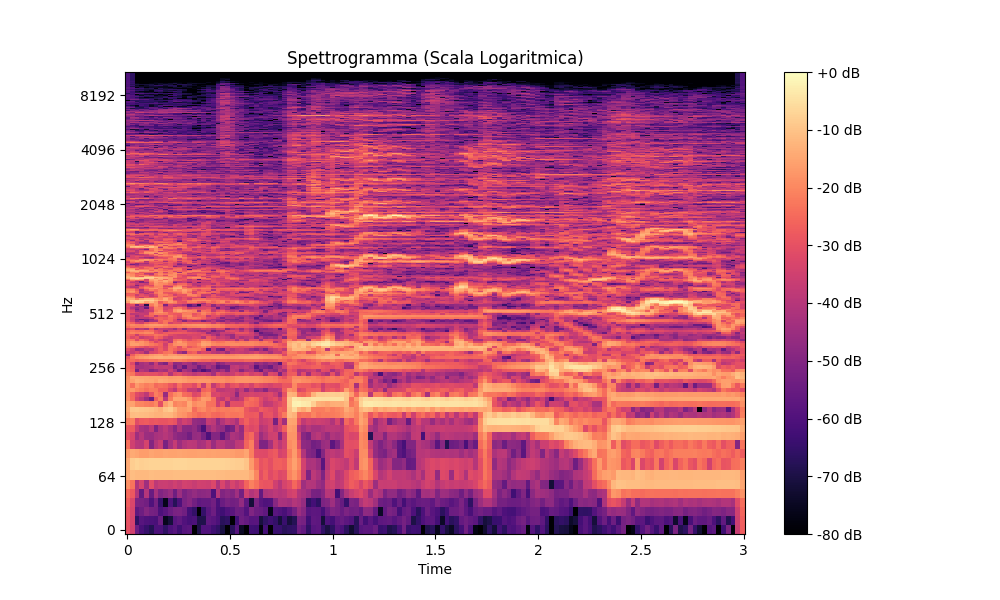 Spettrogramma (Scala Logaritmica)
Hz
8192
4096
2048
1024
512
256
128
64
0
0 0.5 1 1.5 2 2.5 3
Time
+0 dB
-10 dB
-20 dB
-30 dB
-40 dB
-50 dB
-60 dB
-70 dB
-80 dB